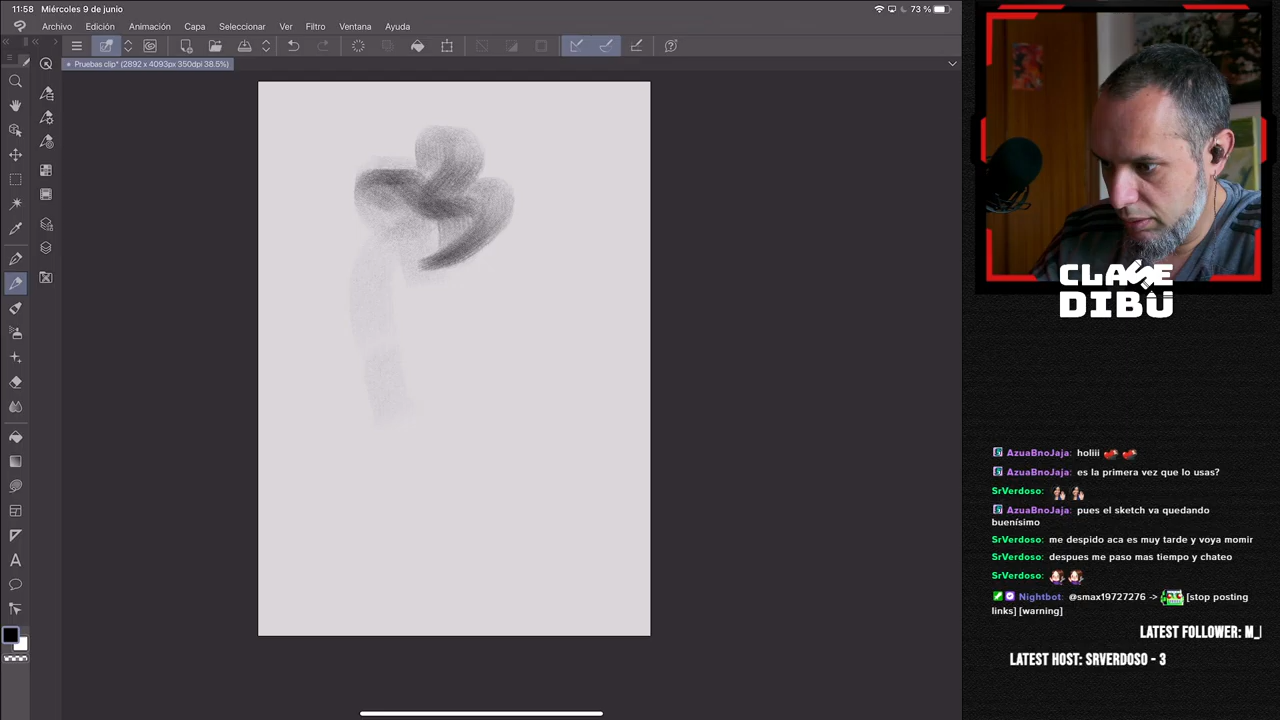 11:58 Miércoles 9 de junio
73 %
Archivo Edición Animación Capa Seleccionar Ver Filtro Ventana Ayuda
Pruebas clip* (2892 x 4093px 350dpi 38.5%)
CLASE
DIBU
AzuaBnoJaja: holiii
AzuaBnoJaja: es la primera vez que lo usas?
SrVerdoso:
AzuaBnoJaja: pues el sketch va quedando
buenísimo
SrVerdoso: me despido aca es muy tarde y voya momir
SrVerdoso: despues me paso mas tiempo y chateo
SrVerdoso:
Nightbot: @smax19727276 -> [stop posting
links] [warning]
LATEST FOLLOWER: M_
LATEST HOST: SRVERDOSO - 3